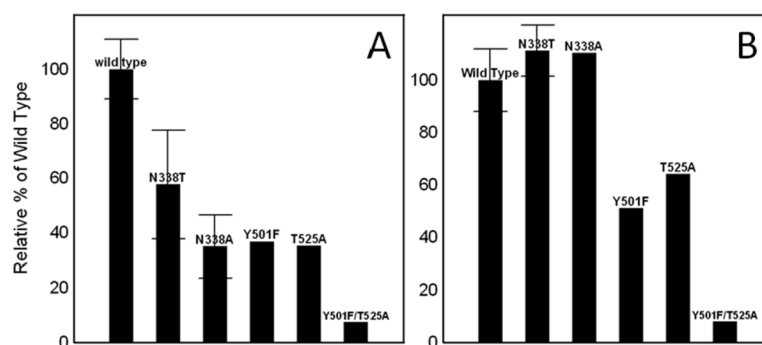 A
Relative % of Wild Type
100
80
60
40
20
0
wild type
N338T
N338A
Y501F
T525A
Y501F/T525A
B
100
80
60
40
20
0
Wild Type
N338T
N338A
Y501F
T525A
Y501F/T525A